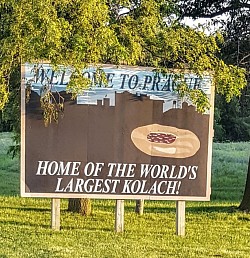 WELCOME TO PRAGUE
HOME OF THE WORLD'S
LARGEST KOLACH!